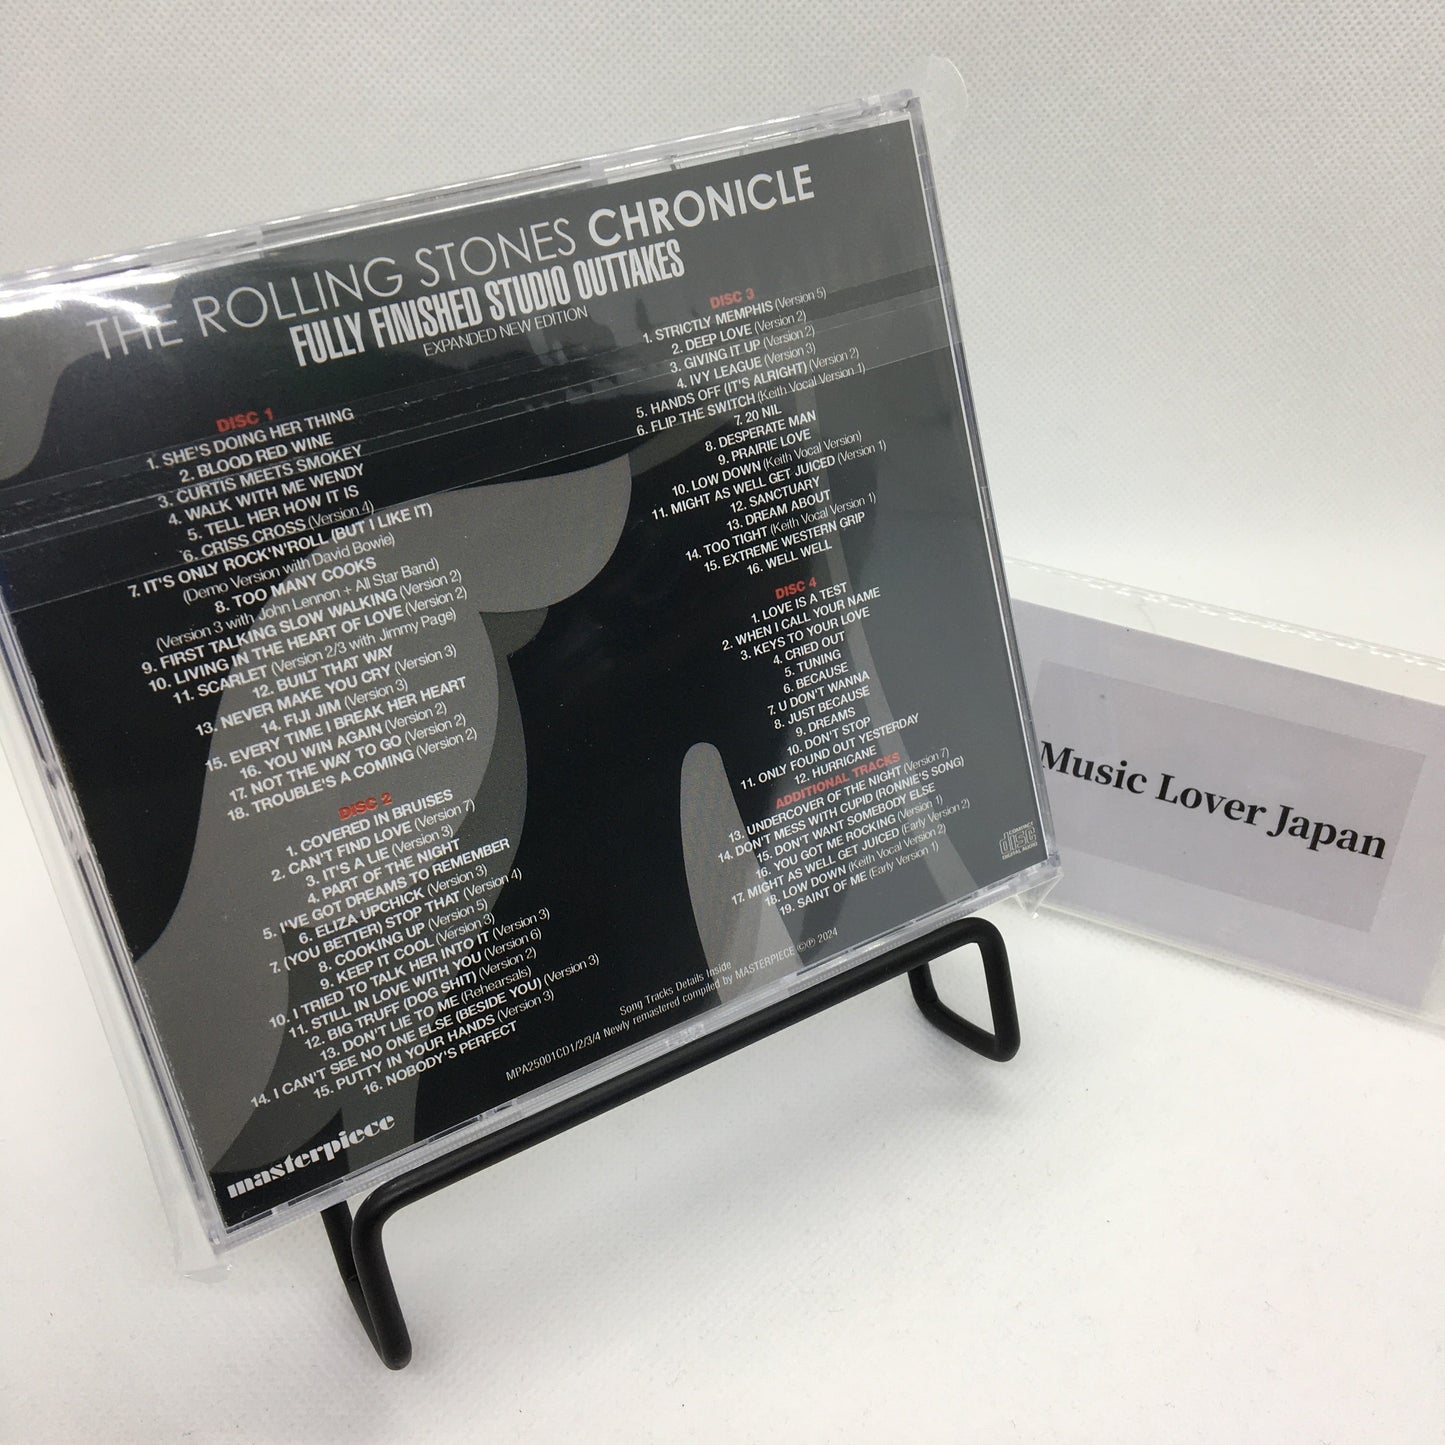 THE ROLLING STONES CHRONICLE
FULLY FINISHED STUDIO OUTTAKES
EXPANDED NEW EDITION
DISC 1
1. SHE'S DOING HER THING
2. BLOOD RED WINE
3. CURTIS MEETS SMOKEY
4. WALK WITH ME WENDY
5. TELL HER HOW IT IS
6. CRISS CROSS (Version 4)
7. IT'S ONLY ROCK'N'ROLL (BUT I LIKE IT)
(Demo Version with David Bowie)
8. TOO MANY COOKS
(Version 3 with John Lennon + All Star Band)
9. FIRST TALKING SLOW WALKING (Version 2)
10. LIVING IN THE HEART OF LOVE (Version 2)
11. SCARLET (Version 2/3 with Jimmy Page)
12. BUILT THAT WAY
13. NEVER MAKE YOU CRY (Version 3)
14. FIJI JIM (Version 3)
15. EVERY TIME I BREAK HER HEART
16. YOU WIN AGAIN (Version 2)
17. NOT THE WAY TO GO (Version 2)
18. TROUBLE'S A COMING (Version 2)
DISC 2
1. COVERED IN BRUISES
2. CAN'T FIND LOVE (Version 7)
3. IT'S A LIE (Version 3)
4. PART OF THE NIGHT
5. I'VE GOT DREAMS TO REMEMBER
6. ELIZA UPCHICK (Version 3)
7. (YOU BETTER) STOP THAT (Version 4)
8. COOKING UP (Version 5)
9. KEEP IT COOL (Version 3)
10. I TRIED TO TALK HER INTO IT (Version 3)
11. STILL IN LOVE WITH YOU (Version 6)
12. BIG TRUFF (DOG SHIT) (Version 2)
13. DON'T LIE TO ME (Rehearsals)
14. I CAN'T SEE NO ONE ELSE (BESIDE YOU) (Version 3)
15. PUTTY IN YOUR HANDS (Version 3)
16. NOBODY'S PERFECT
DISC 3
1. STRICTLY MEMPHIS (Version 5)
2. DEEP LOVE (Version 2)
3. GIVING IT UP (Version 2)
4. IVY LEAGUE (Version 3)
5. HANDS OFF (IT'S ALRIGHT) (Version 2)
6. FLIP THE SWITCH (Keith Vocal Version 1)
7. 20 NIL
8. DESPERATE MAN
9. PRAIRIE LOVE
10. LOW DOWN (Keith Vocal Version)
11. MIGHT AS WELL GET JUICED (Version 1)
12. SANCTUARY
13. DREAM ABOUT
14. TOO TIGHT (Keith Vocal Version 1)
15. EXTREME WESTERN GRIP
16. WELL WELL
DISC 4
1. LOVE IS A TEST
2. WHEN I CALL YOUR NAME
3. KEYS TO YOUR LOVE
4. CRIED OUT
5. TUNING
6. BECAUSE
7. U DON'T WANNA
8. JUST BECAUSE
9. DREAMS
10. DON'T STOP
11. ONLY FOUND OUT YESTERDAY
12. HURRICANE
ADDITIONAL TRACKS
13. UNDERCOVER OF THE NIGHT (Version 7)
14. DON'T MESS WITH CUPID (RONNIE'S SONG)
15. DON'T WANT SOMEBODY ELSE
16. YOU GOT ME ROCKING (Version 1)
17. MIGHT AS WELL GET JUICED (Early Version 2)
18. LOW DOWN (Keith Vocal Version 2)
19. SAINT OF ME (Early Version 1)
COMPACT
disc
DIGITAL AUDIO
Song Tracks Details Inside
MPA25001CD1/2/3/4 Newly remastered compiled by MASTERPIECE ©℗ 2024
masterpiece
Music Lover Japan